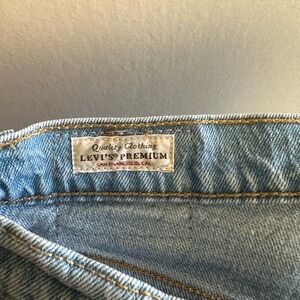 Quality Clothing
LEVI'S® PREMIUM
SAN FRANCISCO, CAL.